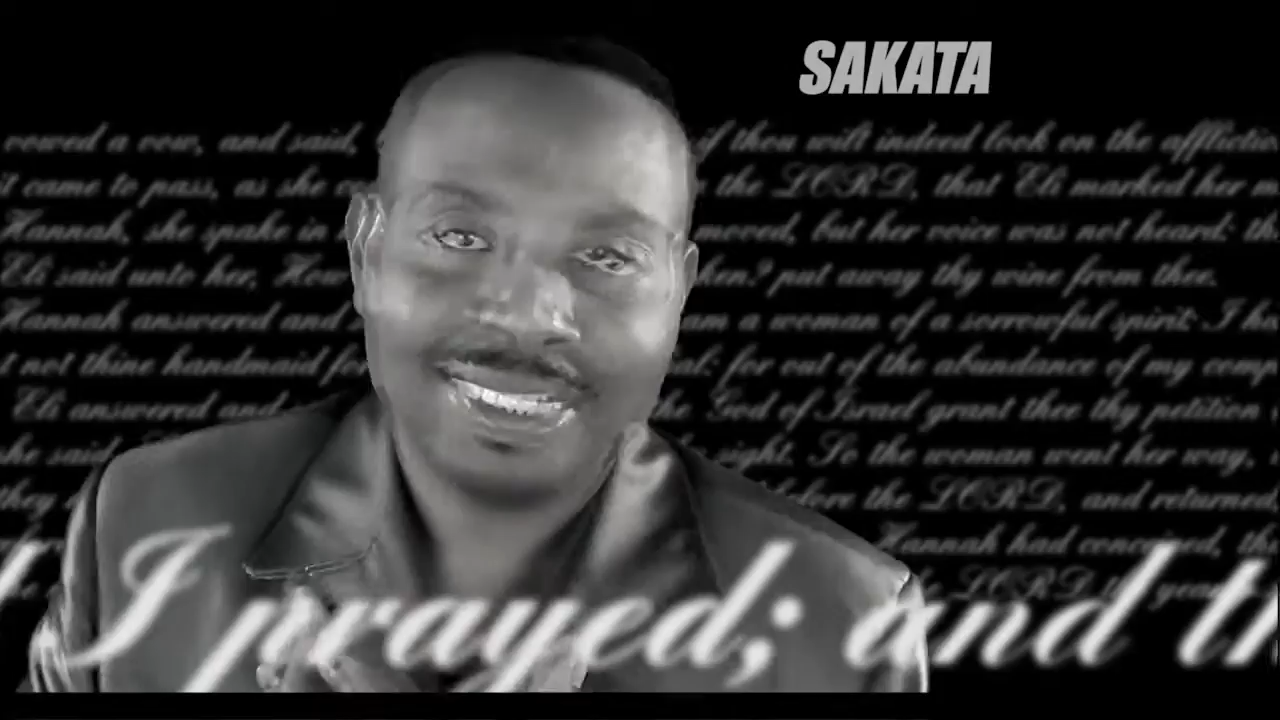 SAKATA
vowed a vow, and said, if thou wilt indeed look on the afflictio
it came to pass, as she the LORD, that Eli marked her m
Hannah, she spake in moved, but her voice was not heard: th
Eli said unto her, How put away thy wine from thee.
Hannah answered and am a woman of a sorrowful spirit: I ha
t not thine handmaid for for out of the abundance of my comp
Eli answered and the God of Israel grant thee thy petition
she said sight. So the woman went her way,
they before the LORD, and returned,
Hannah had conceived, th
LORD
I prayed; and th